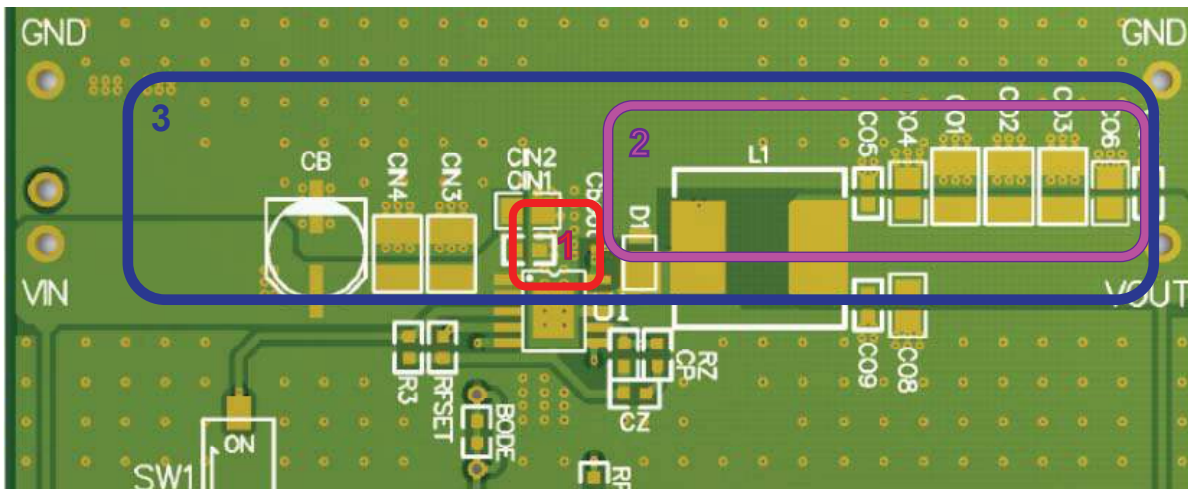 GND
GND
3
2
CO5
CO4
CO1
CO2
CO3
CO6
CB
CN4
CN3
CIN2
CIN1
L1
1
D1
VIN
U1
VOUT
R3
RFSET
CP
RZ
CZ
CO9
CO8
BODE
ON
SW1